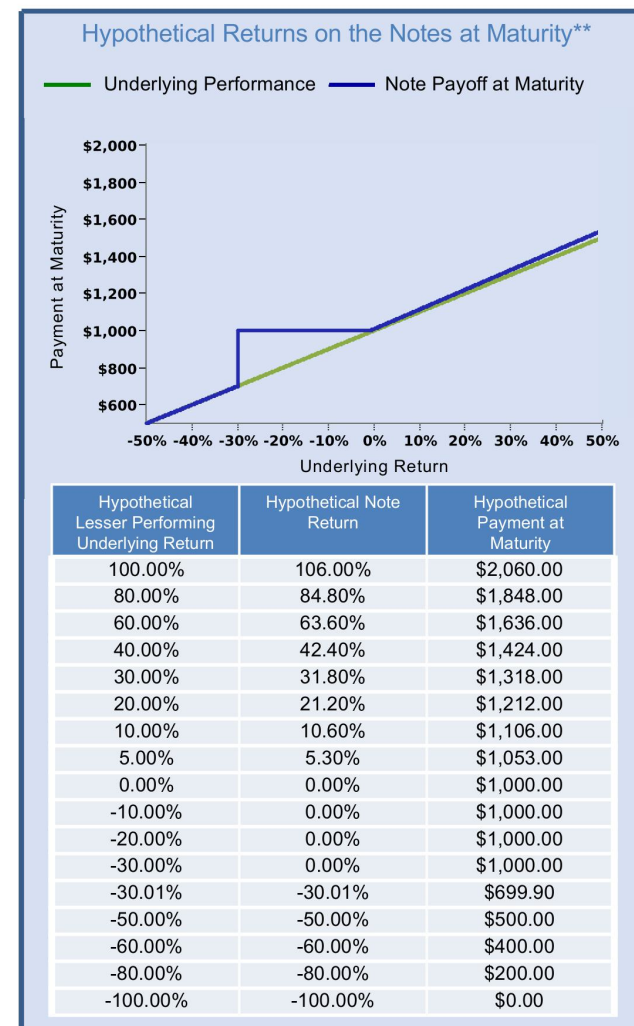 Hypothetical Returns on the Notes at Maturity**
Underlying Performance Note Payoff at Maturity
Payment at Maturity
$2,000
$1,800
$1,600
$1,400
$1,200
$1,000
$800
$600
-50% -40% -30% -20% -10% 0% 10% 20% 30% 40% 50%
Underlying Return
Hypothetical Lesser Performing Underlying Return Hypothetical Note Return Hypothetical Payment at Maturity
100.00% 106.00% $2,060.00
80.00% 84.80% $1,848.00
60.00% 63.60% $1,636.00
40.00% 42.40% $1,424.00
30.00% 31.80% $1,318.00
20.00% 21.20% $1,212.00
10.00% 10.60% $1,106.00
5.00% 5.30% $1,053.00
0.00% 0.00% $1,000.00
-10.00% 0.00% $1,000.00
-20.00% 0.00% $1,000.00
-30.00% 0.00% $1,000.00
-30.01% -30.01% $699.90
-50.00% -50.00% $500.00
-60.00% -60.00% $400.00
-80.00% -80.00% $200.00
-100.00% -100.00% $0.00